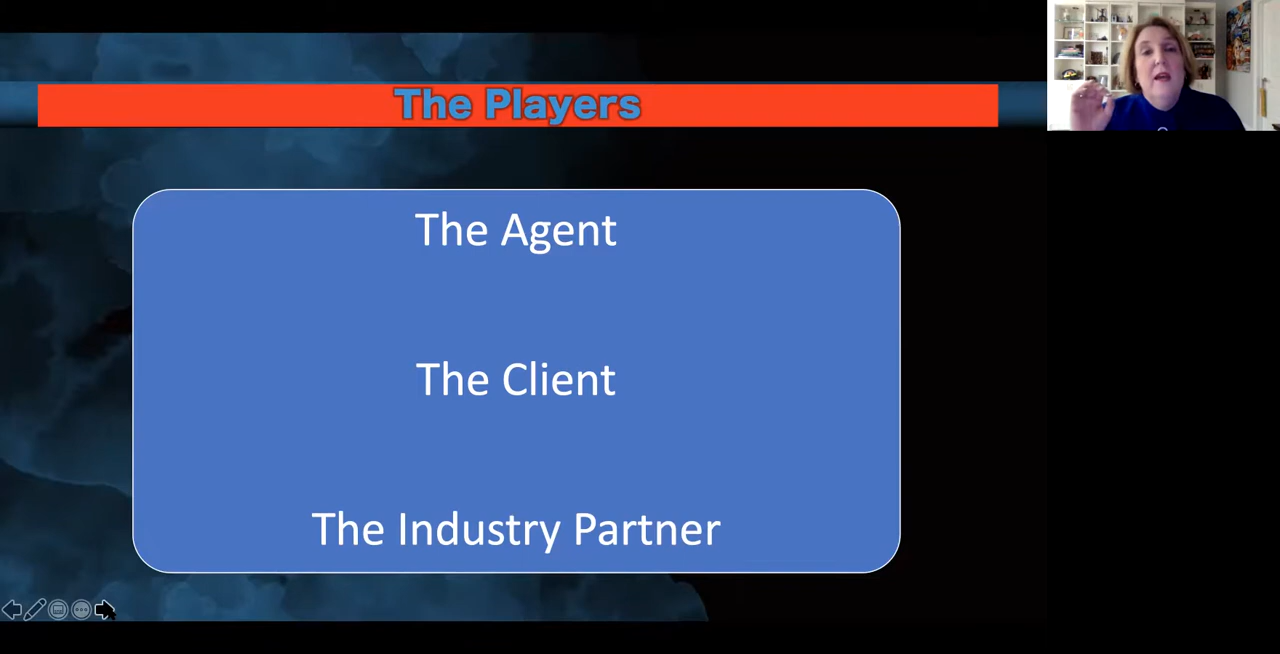 The Players
The Agent
The Client
The Industry Partner